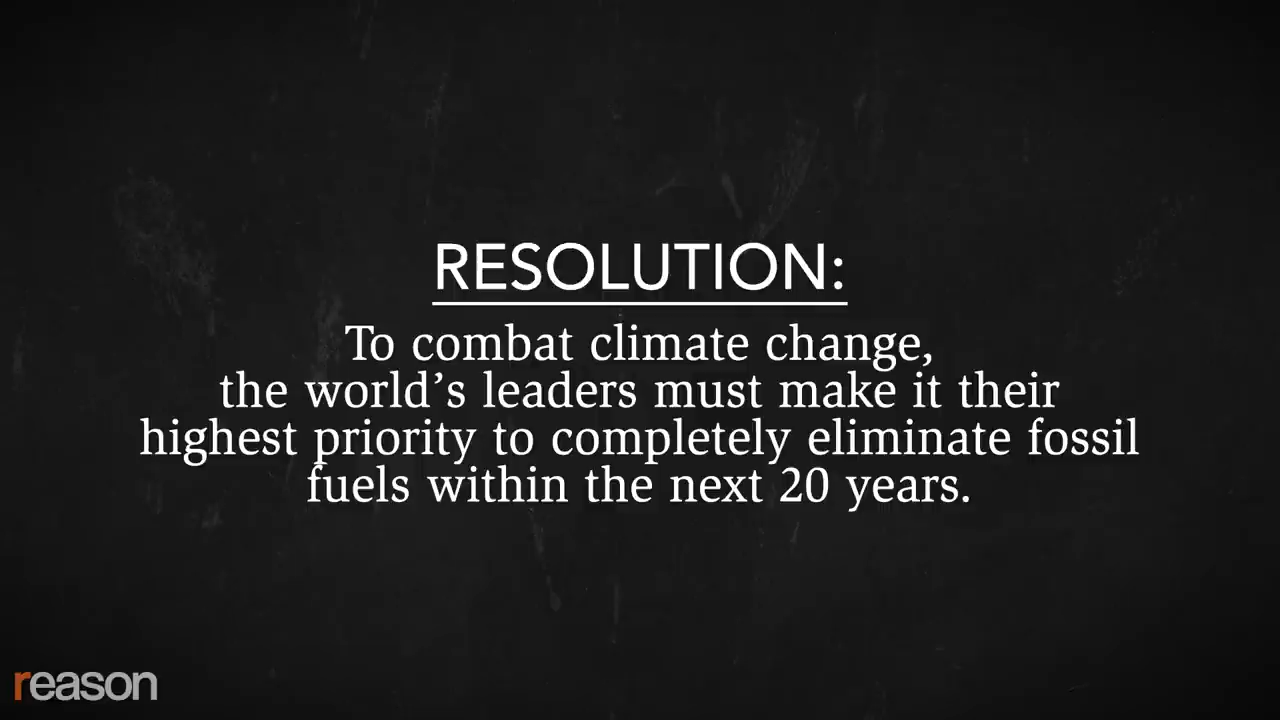 RESOLUTION:
To combat climate change,
the world’s leaders must make it their
highest priority to completely eliminate fossil
fuels within the next 20 years.
reason